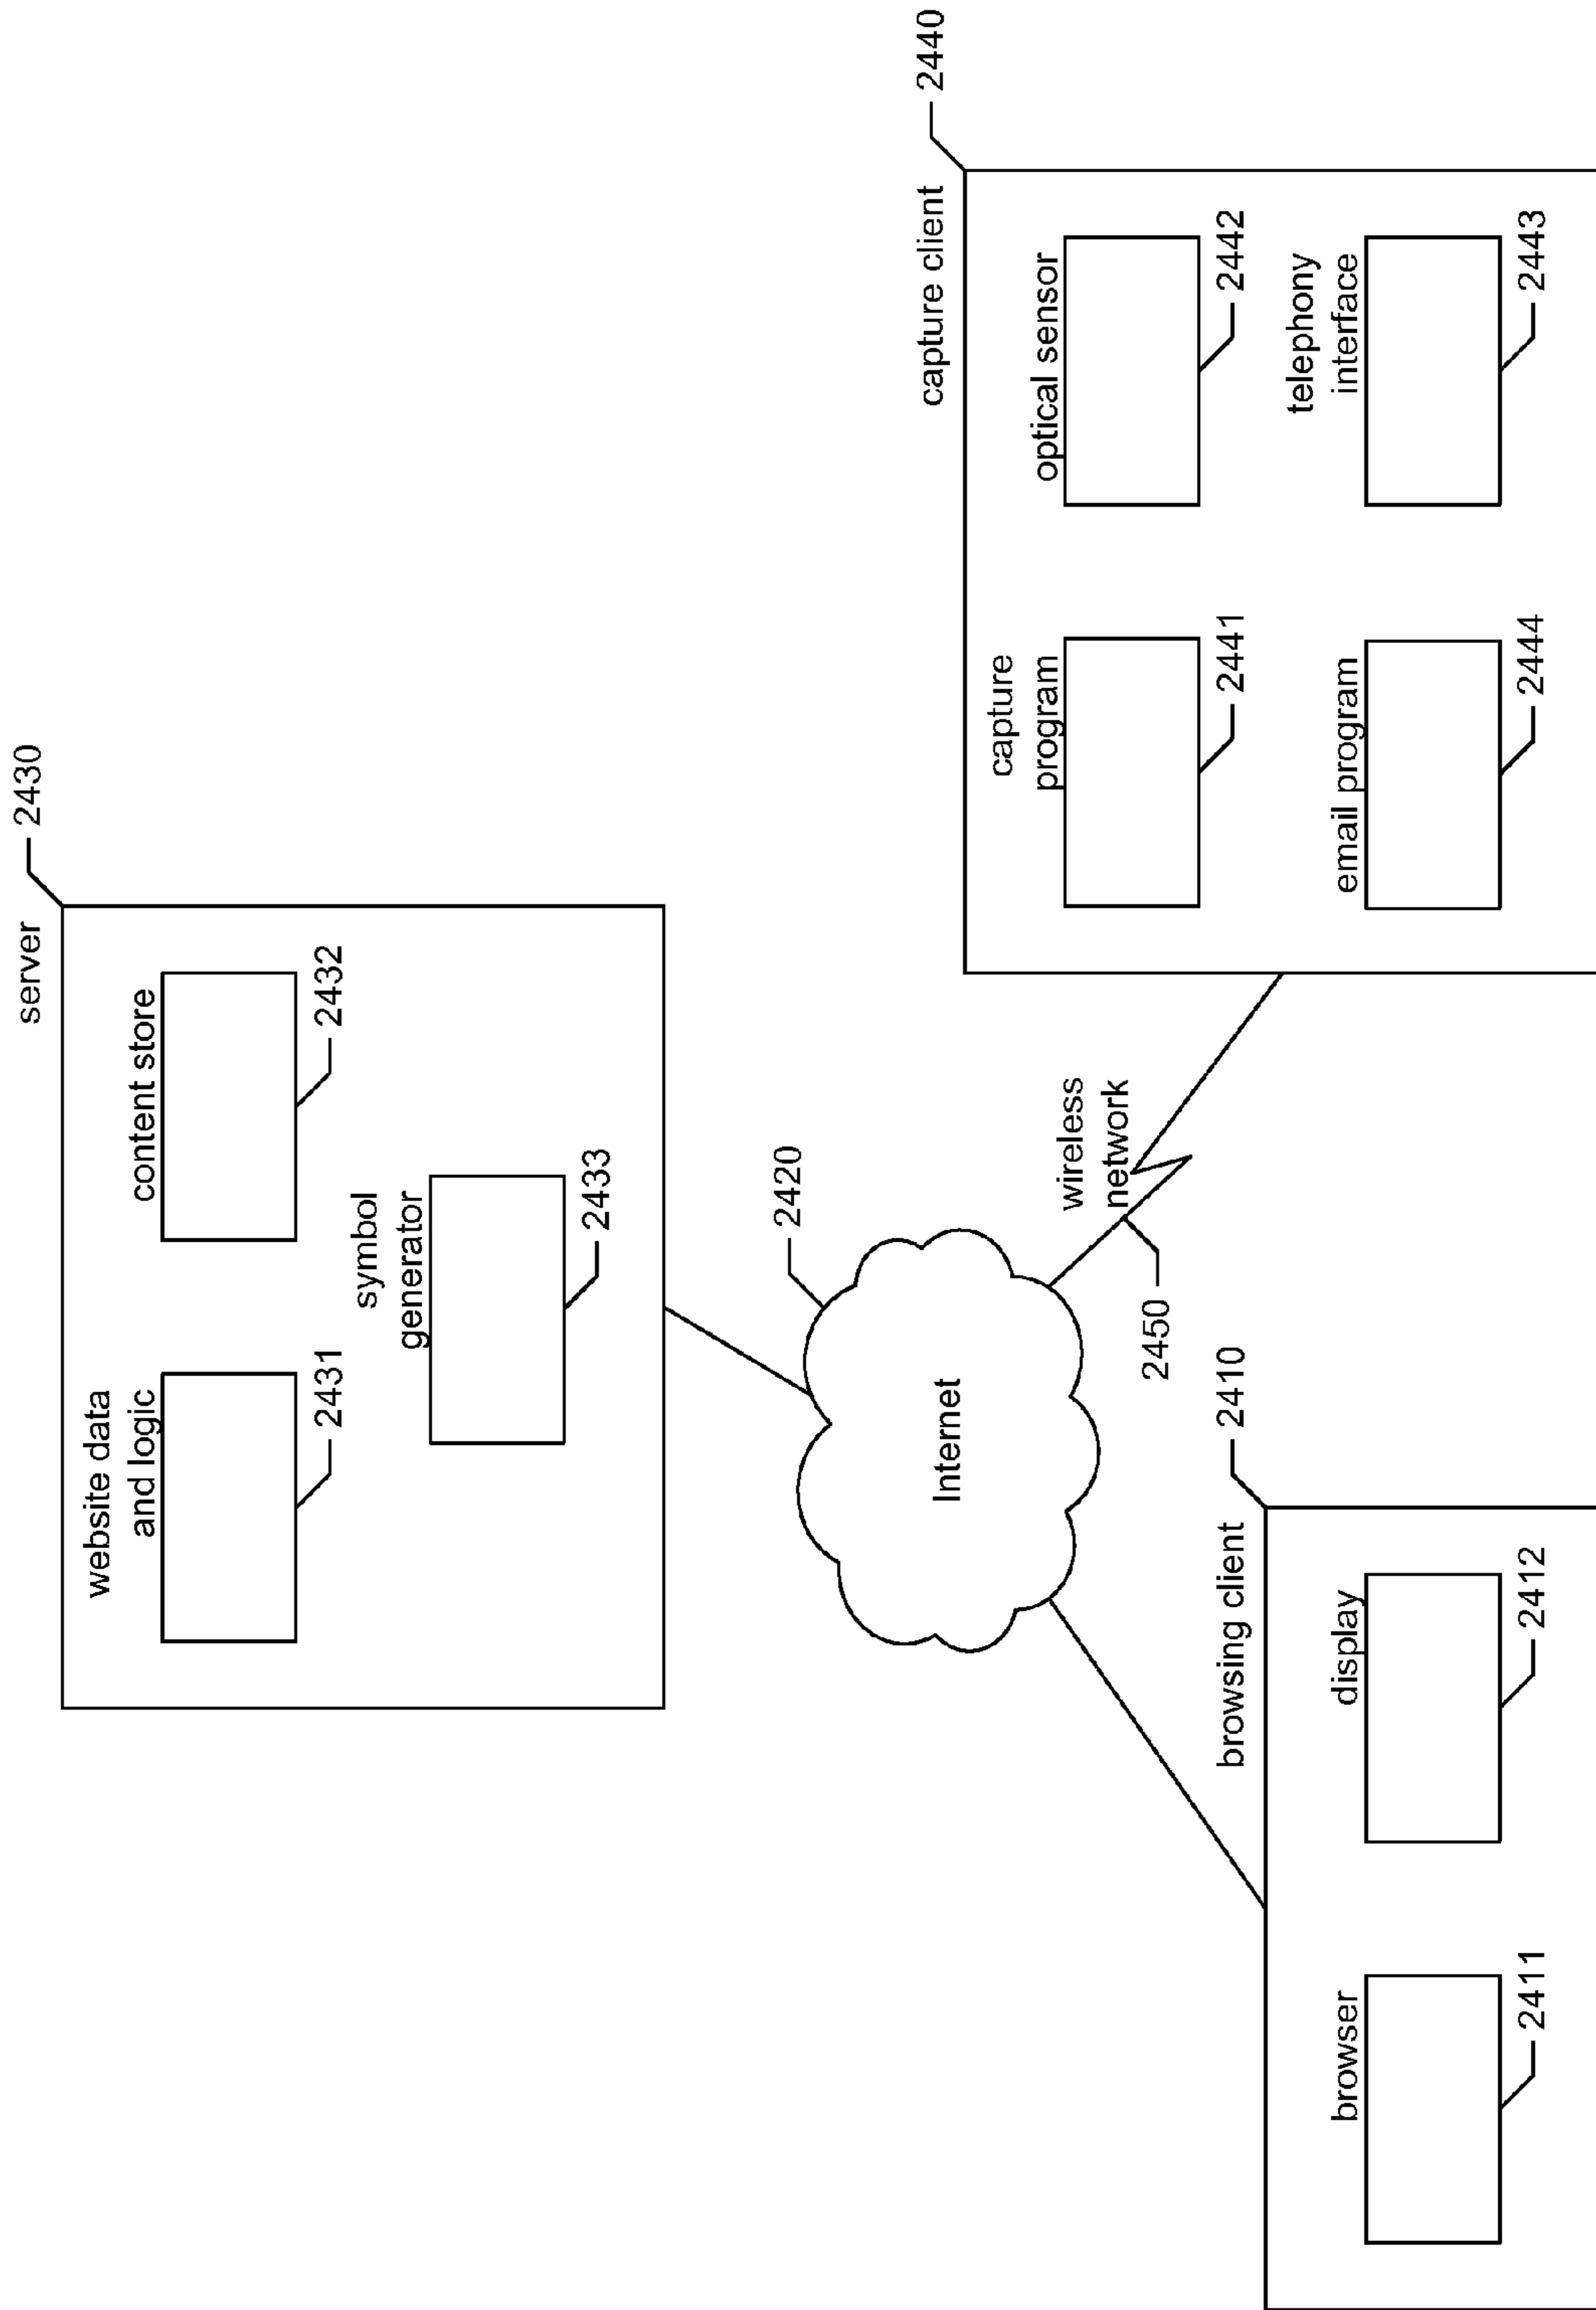 server
2430
website data
and logic
2431
content store
2432
symbol
generator
2433
2420
Internet
wireless
network
2450
capture client
2440
capture
program
2441
optical sensor
2442
email program
2444
telephony
interface
2443
browsing client
2410
browser
2411
display
2412